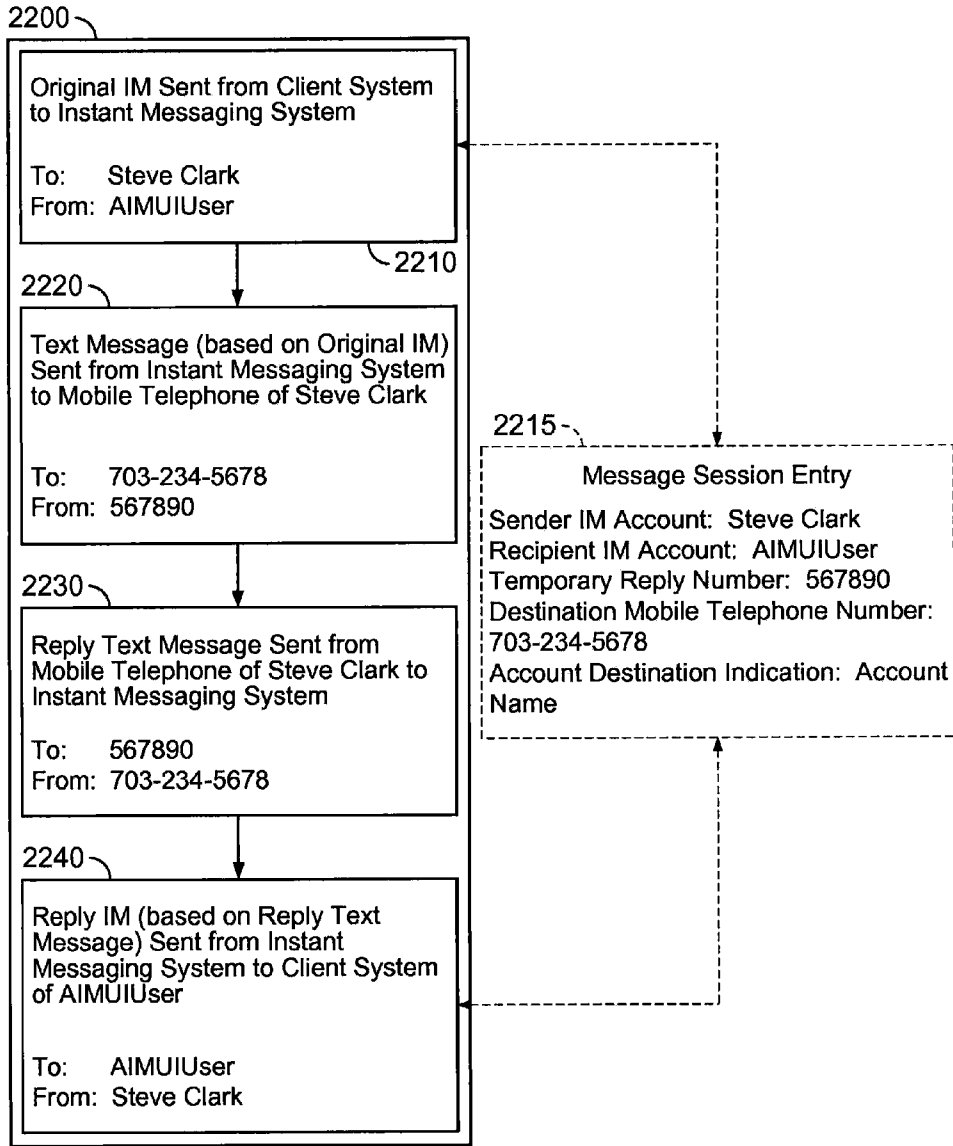 2200
Original IM Sent from Client System
to Instant Messaging System
To: Steve Clark
From: AIMUIUser
2210
2220
Text Message (based on Original IM)
Sent from Instant Messaging System
to Mobile Telephone of Steve Clark
To: 703-234-5678
From: 567890
2230
Reply Text Message Sent from
Mobile Telephone of Steve Clark to
Instant Messaging System
To: 567890
From: 703-234-5678
2240
Reply IM (based on Reply Text
Message) Sent from Instant
Messaging System to Client System
of AIMUIUser
To: AIMUIUser
From: Steve Clark
2215
Message Session Entry
Sender IM Account: Steve Clark
Recipient IM Account: AIMUIUser
Temporary Reply Number: 567890
Destination Mobile Telephone Number:
703-234-5678
Account Destination Indication: Account
Name